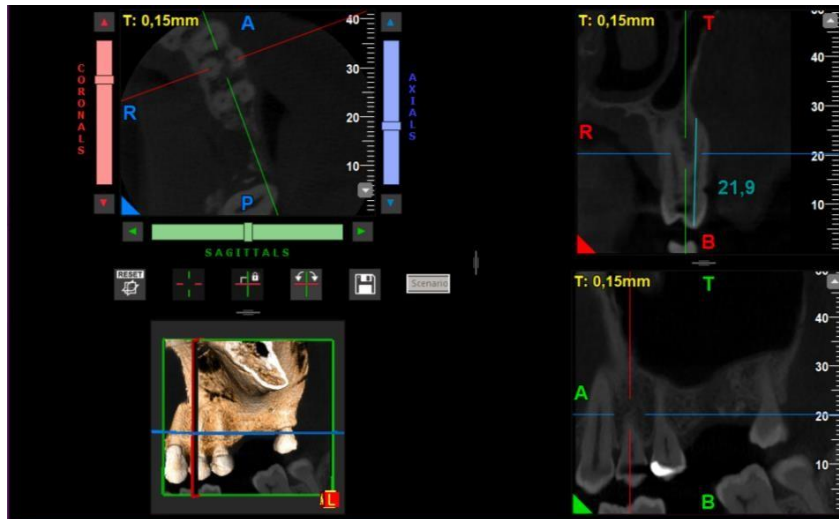 T: 0,15mm
A
40
30
20
10
R
P
CORONALS
AXIALS
SAGITTALS
RESET
Scenario
L
T: 0,15mm
T
40
30
20
10
R
21,9
B
T: 0,15mm
T
40
30
20
10
A
B